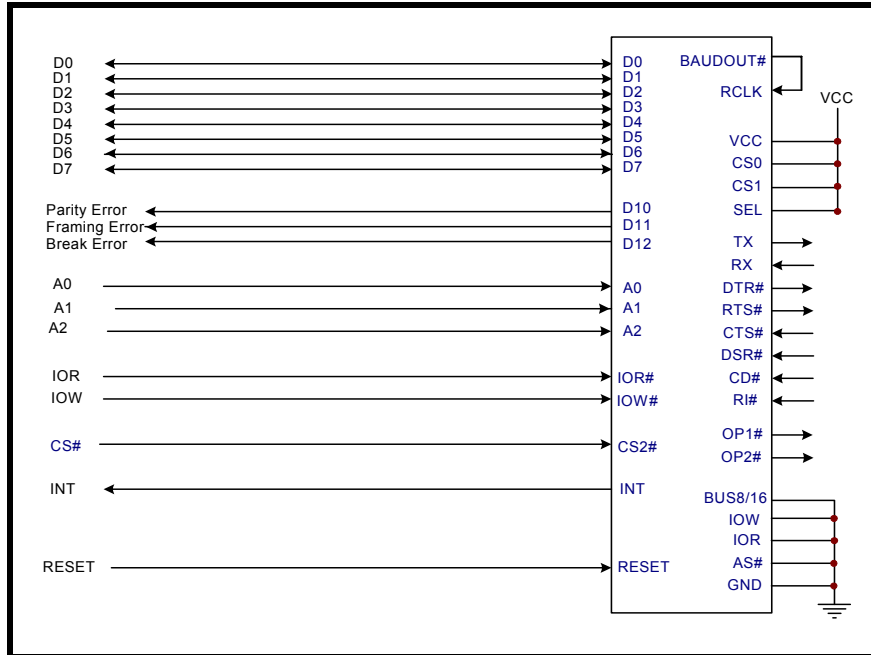 D0 D0 BAUDOUT#
D1 D1
D2 D2 RCLK
D3 D3 VCC
D4 D4
D5 D5 VCC
D6 D6 CS0
D7 D7
CS1
Parity Error D10 SEL
Framing Error D11
Break Error D12 TX
RX
A0 A0 DTR#
A1 A1 RTS#
A2 A2 CTS#
DSR#
IOR IOR# CD#
IOW IOW# RI#
OP1#
CS# CS2#
OP2#
INT INT
BUS8/16
IOW
IOR
RESET RESET AS#
GND